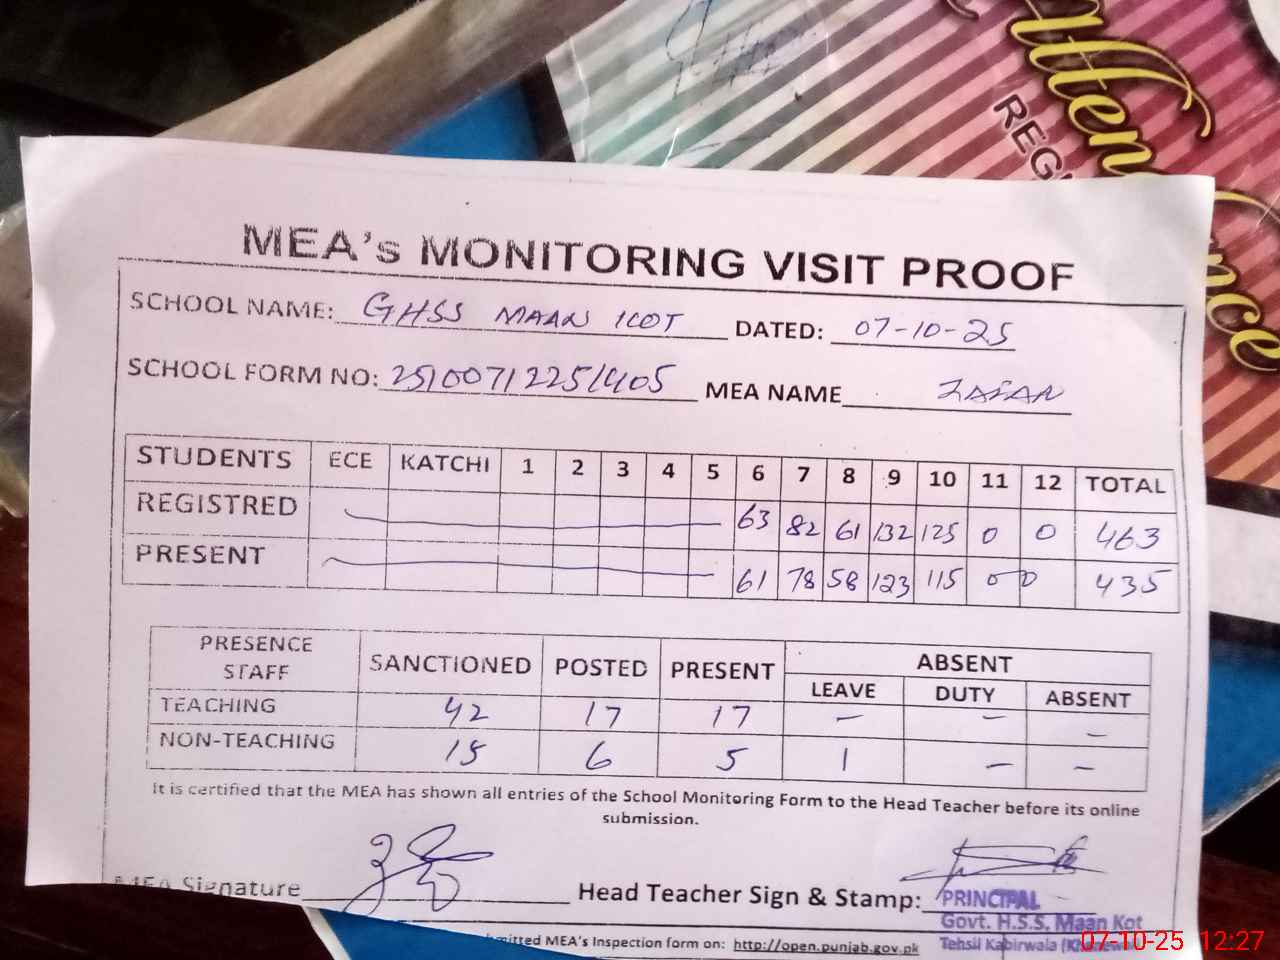 Attendance
REGI
MEA's MONITORING VISIT PROOF
SCHOOL NAME: GHSS MAAN KOT DATED: 07-10-25
SCHOOL FORM NO: 25100712251405 MEA NAME ZAFAR
STUDENTS ECE KATCHI 1 2 3 4 5 6 7 8 9 10 11 12 TOTAL
REGISTRED 63 82 61 132 125 0 0 463
PRESENT 61 78 58 123 115 0 0 435
PRESENCE STAFF SANCTIONED POSTED PRESENT ABSENT
LEAVE DUTY ABSENT
TEACHING 42 17 17 - - -
NON-TEACHING 15 6 5 1 - -
It is certified that the MEA has shown all entries of the School Monitoring Form to the Head Teacher before its online
submission.
MEA Signature Head Teacher Sign & Stamp:
PRINCIPAL
Govt. H.S.S. Maan Kot
Tehsil Kabirwala
mitted MEA's Inspection form on: http://open.punjab.gov.pk
07-10-25 12:27